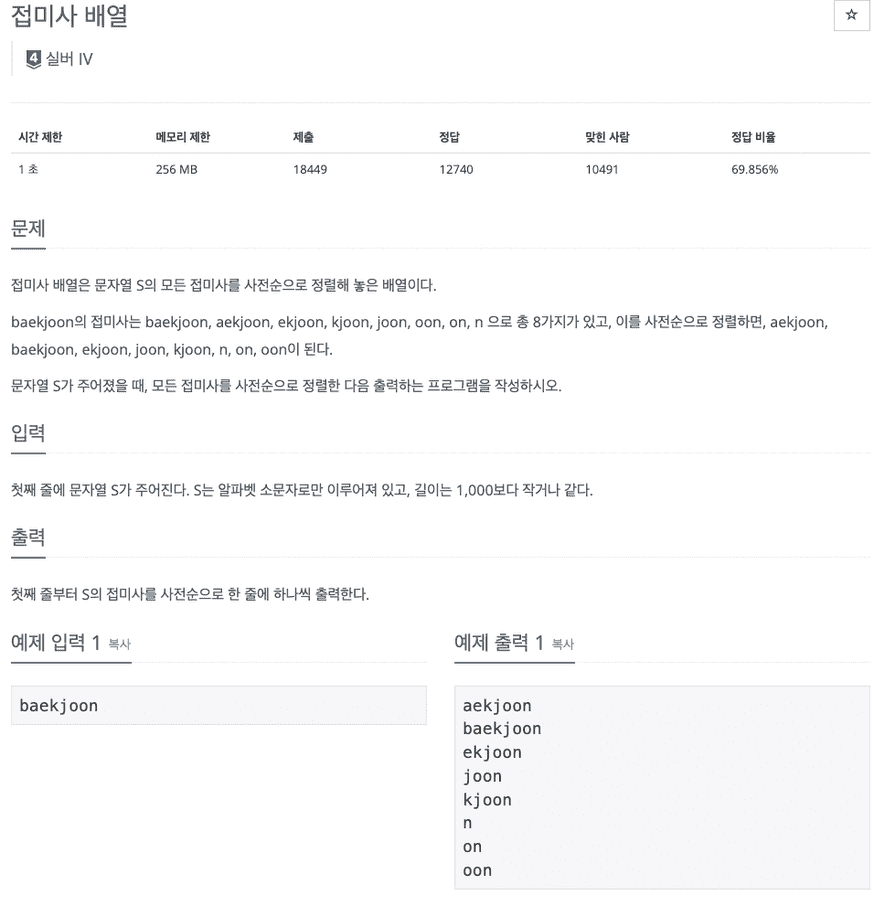 접미사 배열
☆
4 실버 IV
시간 제한 메모리 제한 제출 정답 맞힌 사람 정답 비율
1 초 256 MB 18449 12740 10491 69.856%
문제
접미사 배열은 문자열 S의 모든 접미사를 사전순으로 정렬해 놓은 배열이다.
baekjoon의 접미사는 baekjoon, aekjoon, ekjoon, kjoon, joon, oon, on, n 으로 총 8가지가 있고, 이를 사전순으로 정렬하면, aekjoon,
baekjoon, ekjoon, joon, kjoon, n, on, oon이 된다.
문자열 S가 주어졌을 때, 모든 접미사를 사전순으로 정렬한 다음 출력하는 프로그램을 작성하시오.
입력
첫째 줄에 문자열 S가 주어진다. S는 알파벳 소문자로만 이루어져 있고, 길이는 1,000보다 작거나 같다.
출력
첫째 줄부터 S의 접미사를 사전순으로 한 줄에 하나씩 출력한다.
예제 입력 1 복사
baekjoon
예제 출력 1 복사
aekjoon
baekjoon
ekjoon
joon
kjoon
n
on
oon